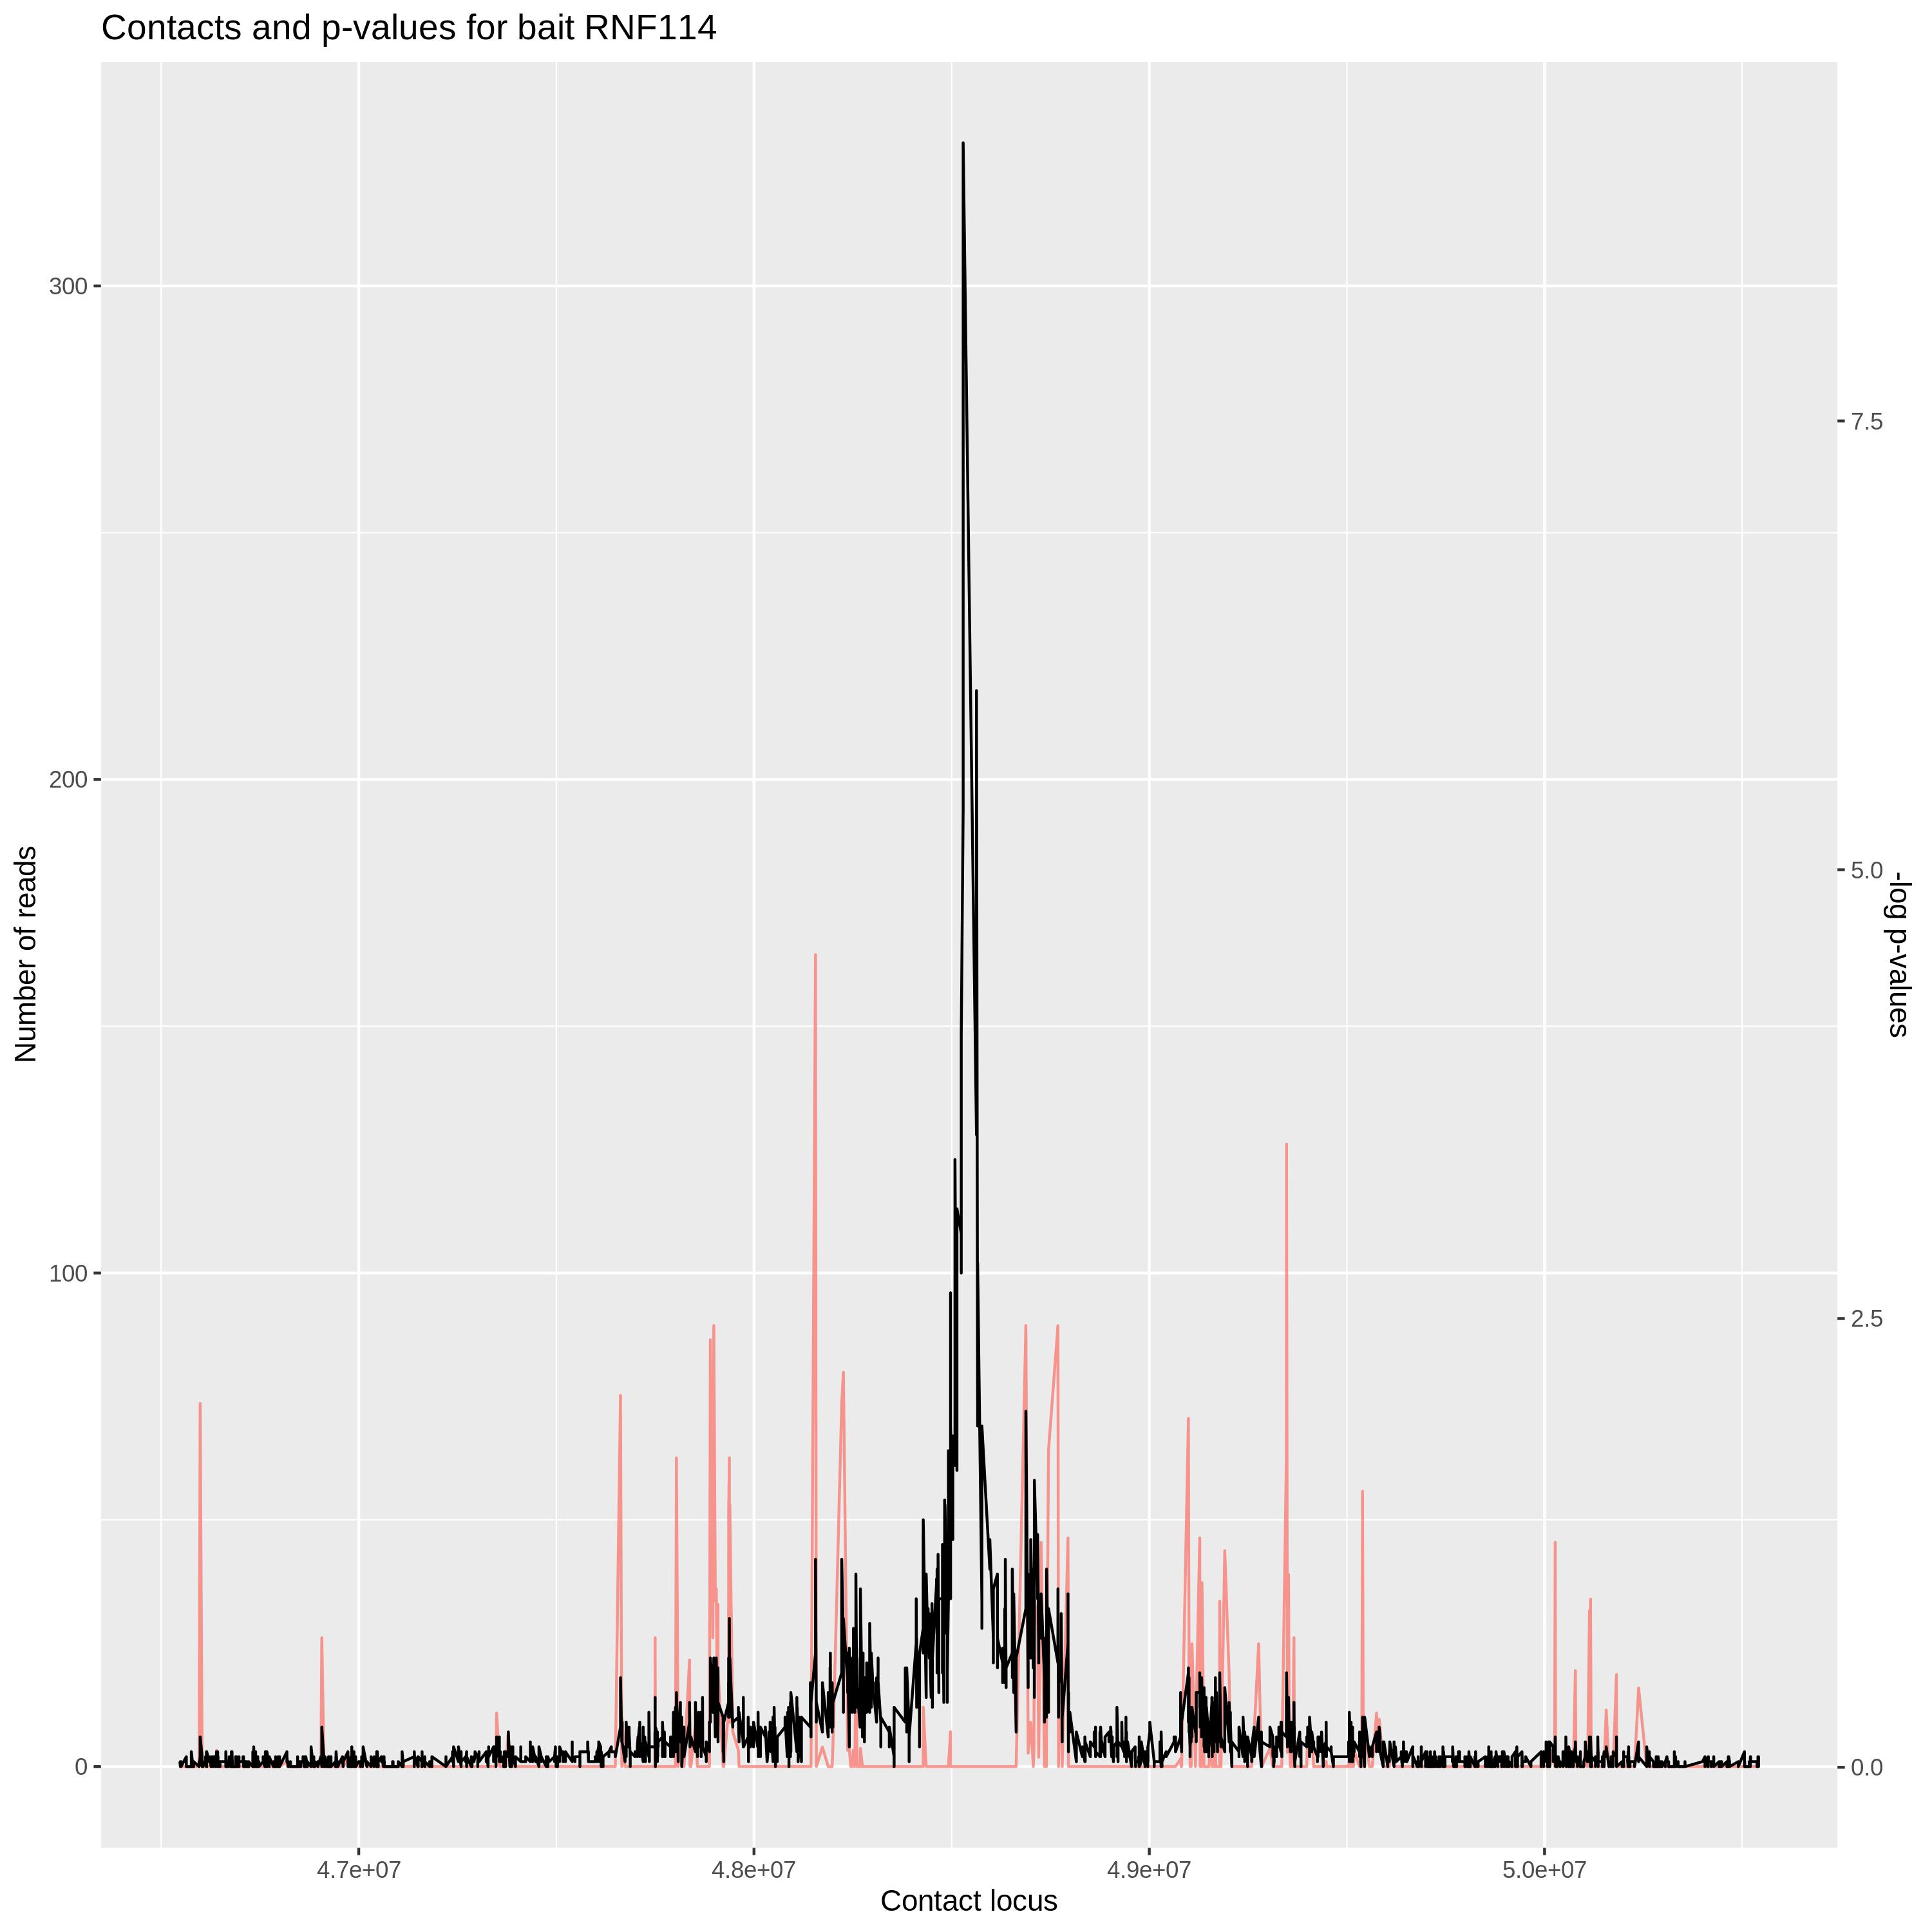 Contacts and p-values for bait RNF114
300
200
100
0
Number of reads
7.5
5.0
2.5
0.0
-log p-values
4.7e+07
4.8e+07
4.9e+07
5.0e+07
Contact locus